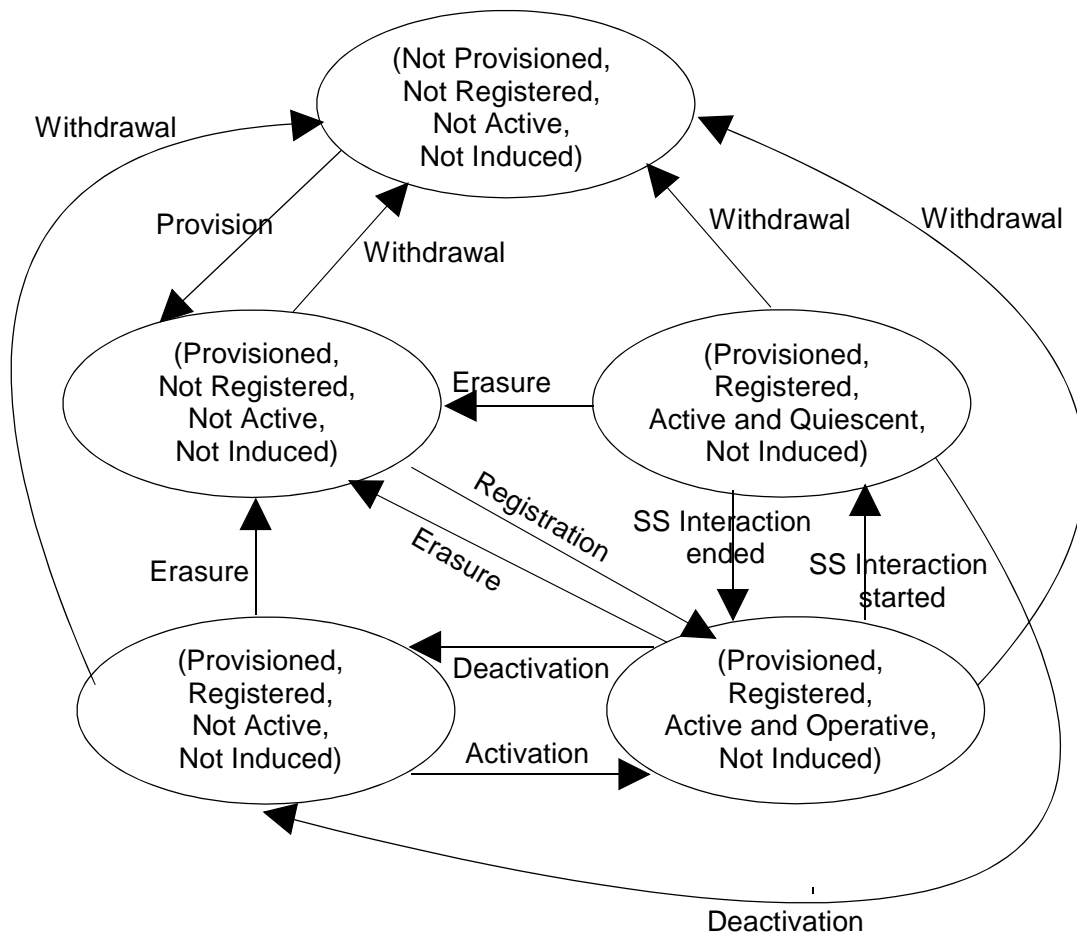 (Not Provisioned,
Not Registered,
Not Active,
Not Induced)
Withdrawal
Provision
Withdrawal
Withdrawal
Withdrawal
(Provisioned,
Not Registered,
Not Active,
Not Induced)
Erasure
(Provisioned,
Registered,
Active and Quiescent,
Not Induced)
Registration
Erasure
SS Interaction
ended
SS Interaction
started
Erasure
(Provisioned,
Registered,
Not Active,
Not Induced)
Deactivation
Activation
(Provisioned,
Registered,
Active and Operative,
Not Induced)
Deactivation